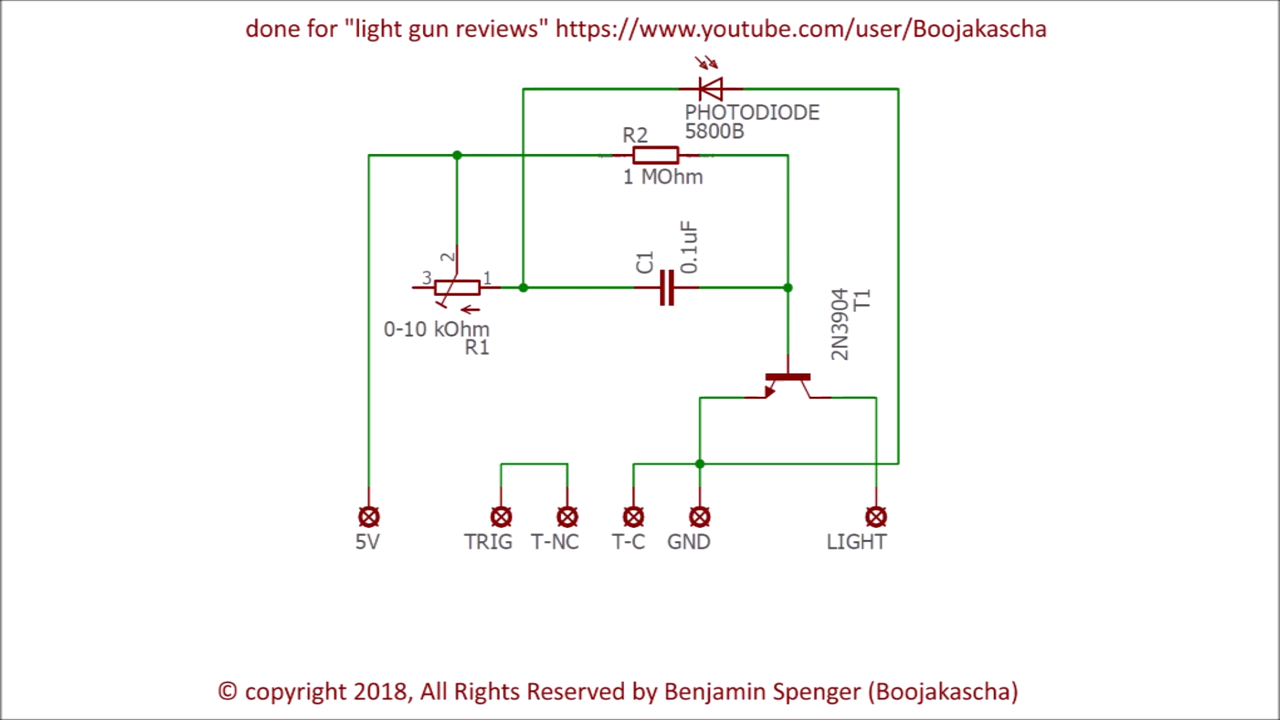 done for "light gun reviews" https://www.youtube.com/user/Boojakascha
PHOTODIODE
5800B
R2
1 MOhm
C1
0.1uF
2
3
1
0-10 kOhm
R1
2N3904
T1
5V
TRIG
T-NC
T-C
GND
LIGHT
© copyright 2018, All Rights Reserved by Benjamin Spenger (Boojakascha)